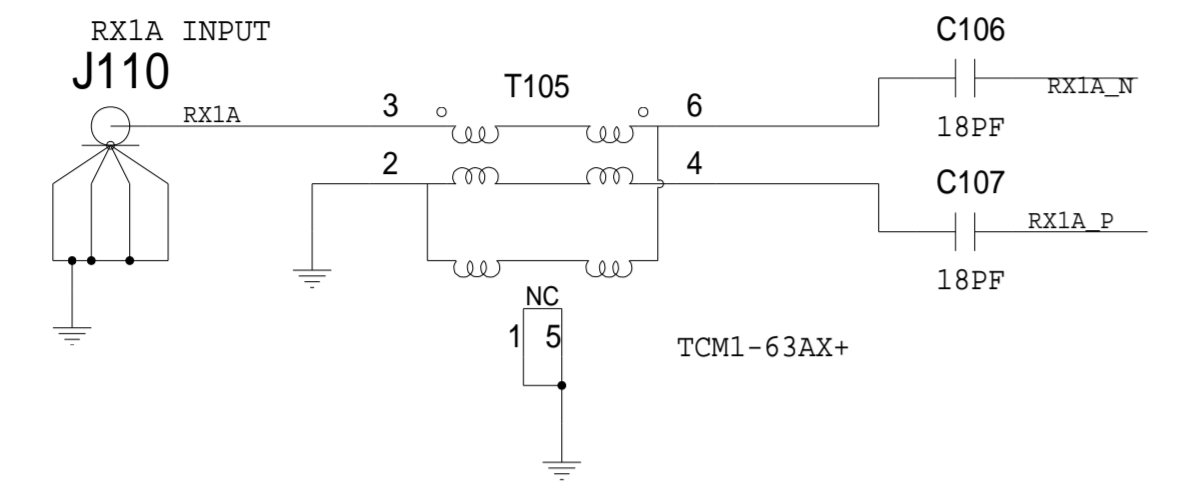 RX1A INPUT
J110
RX1A
3
T105
6
2
4
C106
RX1A_N
18PF
C107
RX1A_P
18PF
NC
1 5
TCM1-63AX+